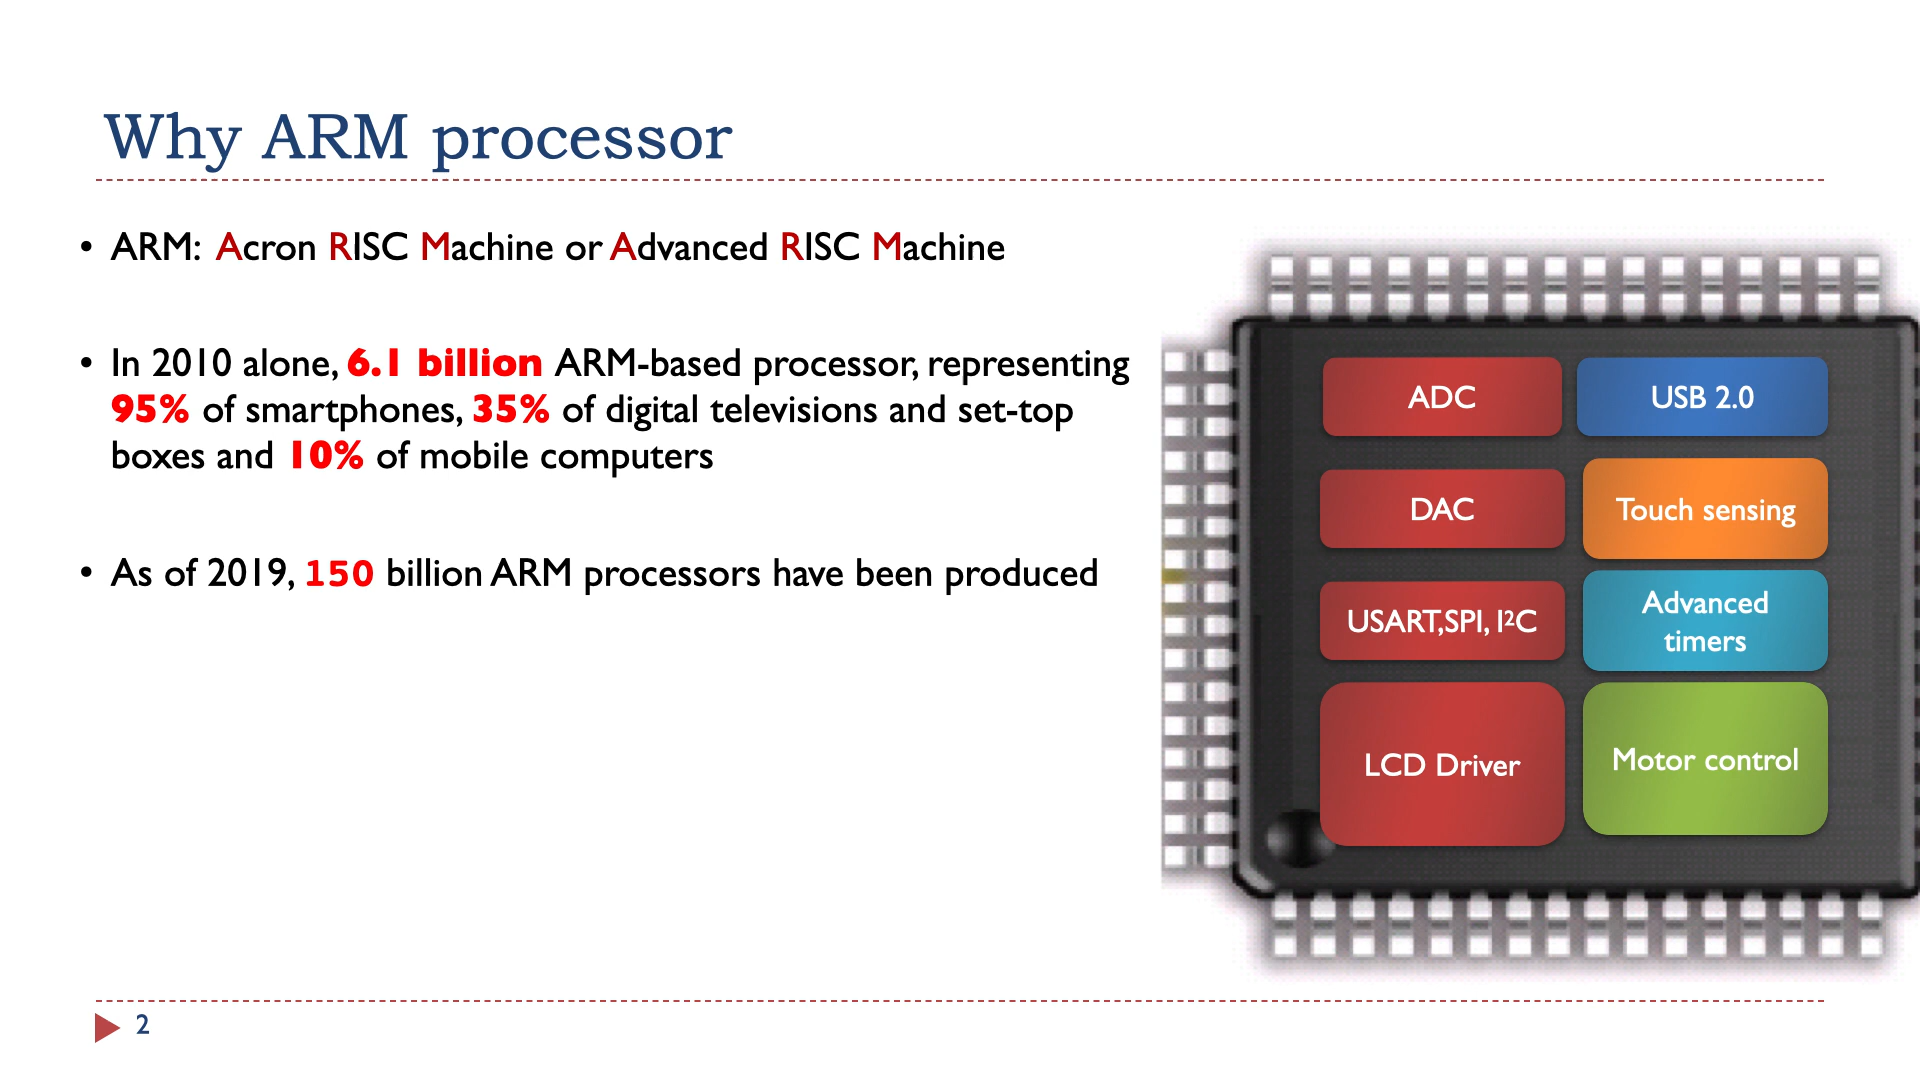 Why ARM processor
• ARM: Acron RISC Machine or Advanced RISC Machine
• In 2010 alone, 6.1 billion ARM-based processor, representing
95% of smartphones, 35% of digital televisions and set-top
boxes and 10% of mobile computers
• As of 2019, 150 billion ARM processors have been produced
ADC
USB 2.0
DAC
Touch sensing
USART,SPI, I²C
Advanced
timers
LCD Driver
Motor control
2